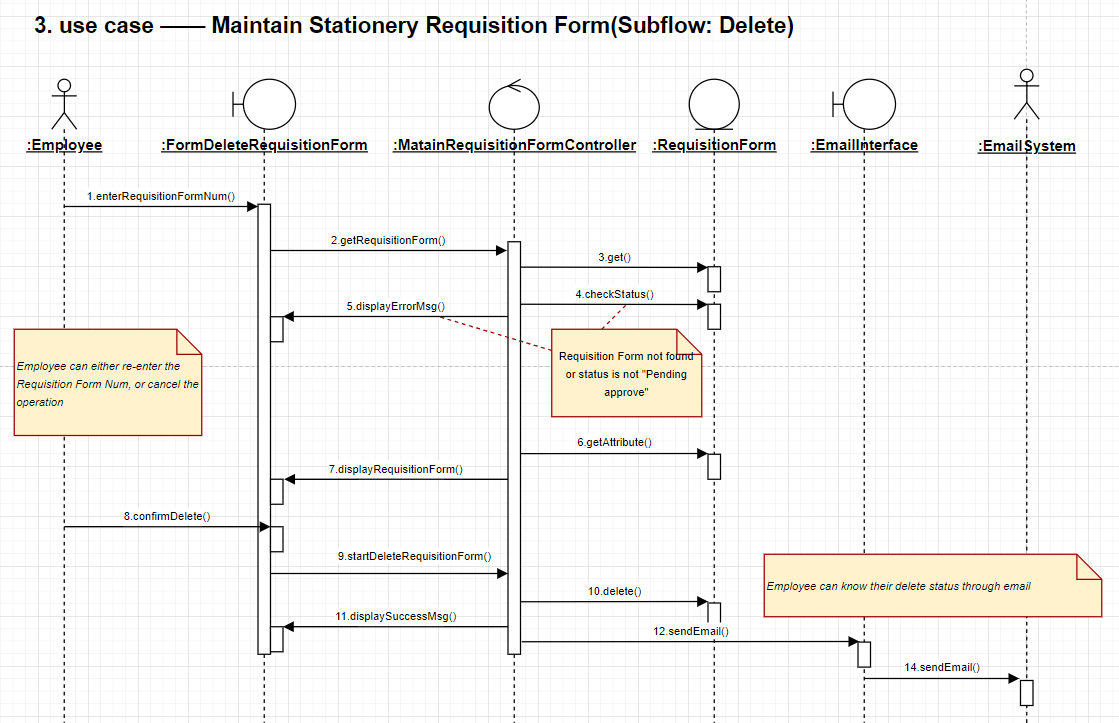 3. use case —— Maintain Stationery Requisition Form(Subflow: Delete)
:Employee
:FormDeleteRequisitionForm
:MatainRequisitionFormController
:RequisitionForm
:EmailInterface
:EmailSystem
1.enterRequisitionFormNum()
2.getRequisitionForm()
3.get()
4.checkStatus()
5.displayErrorMsg()
Requisition Form not found
or status is not "Pending
approve"
Employee can either re-enter the
Requisition Form Num, or cancel the
operation
6.getAttribute()
7.displayRequisitionForm()
8.confirmDelete()
9.startDeleteRequisitionForm()
Employee can know their delete status through email
10.delete()
11.displaySuccessMsg()
12.sendEmail()
14.sendEmail()